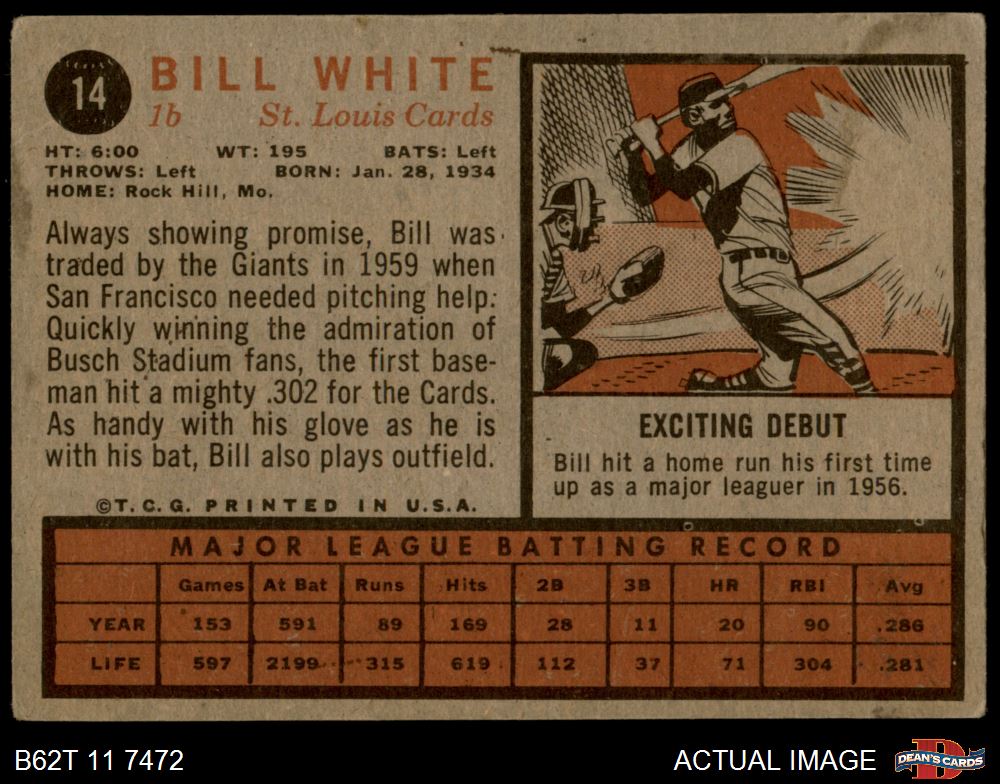 14
BILL WHITE
1b St. Louis Cards
HT: 6:00 WT: 195 BATS: Left
THROWS: Left BORN: Jan. 28, 1934
HOME: Rock Hill, Mo.
Always showing promise, Bill was
traded by the Giants in 1959 when
San Francisco needed pitching help.
Quickly winning the admiration of
Busch Stadium fans, the first base-
man hit a mighty .302 for the Cards.
As handy with his glove as he is
with his bat, Bill also plays outfield.
©T.C.G. PRINTED IN U.S.A.
EXCITING DEBUT
Bill hit a home run his first time
up as a major leaguer in 1956.
MAJOR LEAGUE BATTING RECORD
Games At Bat Runs Hits 2B 3B HR RBI Avg
YEAR 153 591 89 169 28 11 20 90 .286
LIFE 597 2199 315 619 112 37 71 304 .281
B62T 11 7472 ACTUAL IMAGE
DEAN'S CARDS